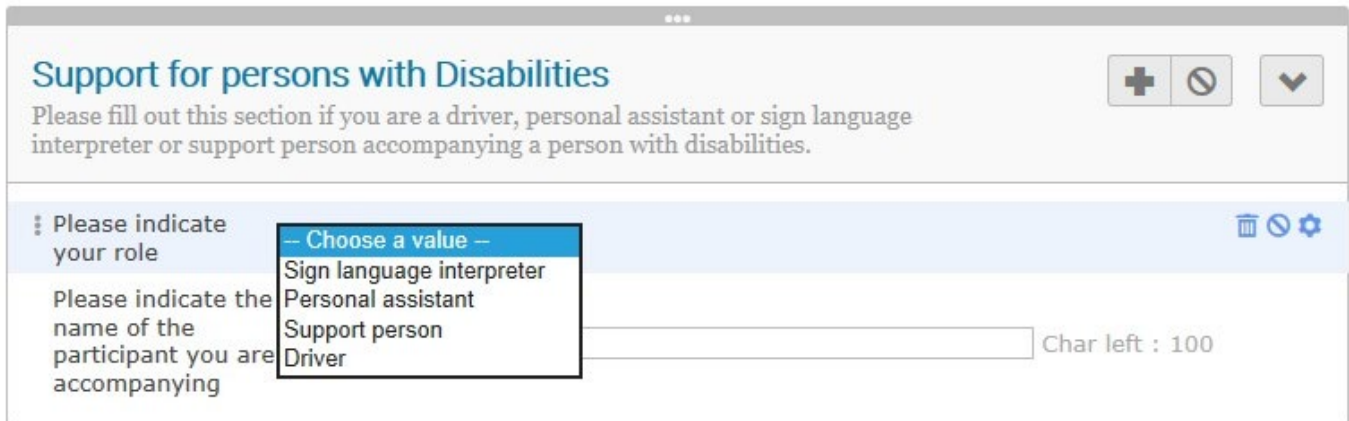 Support for persons with Disabilities
Please fill out this section if you are a driver, personal assistant or sign language
interpreter or support person accompanying a person with disabilities.
Please indicate
your role
-- Choose a value --
Sign language interpreter
Personal assistant
Support person
Driver
Please indicate the
name of the
participant you are
accompanying
Char left : 100